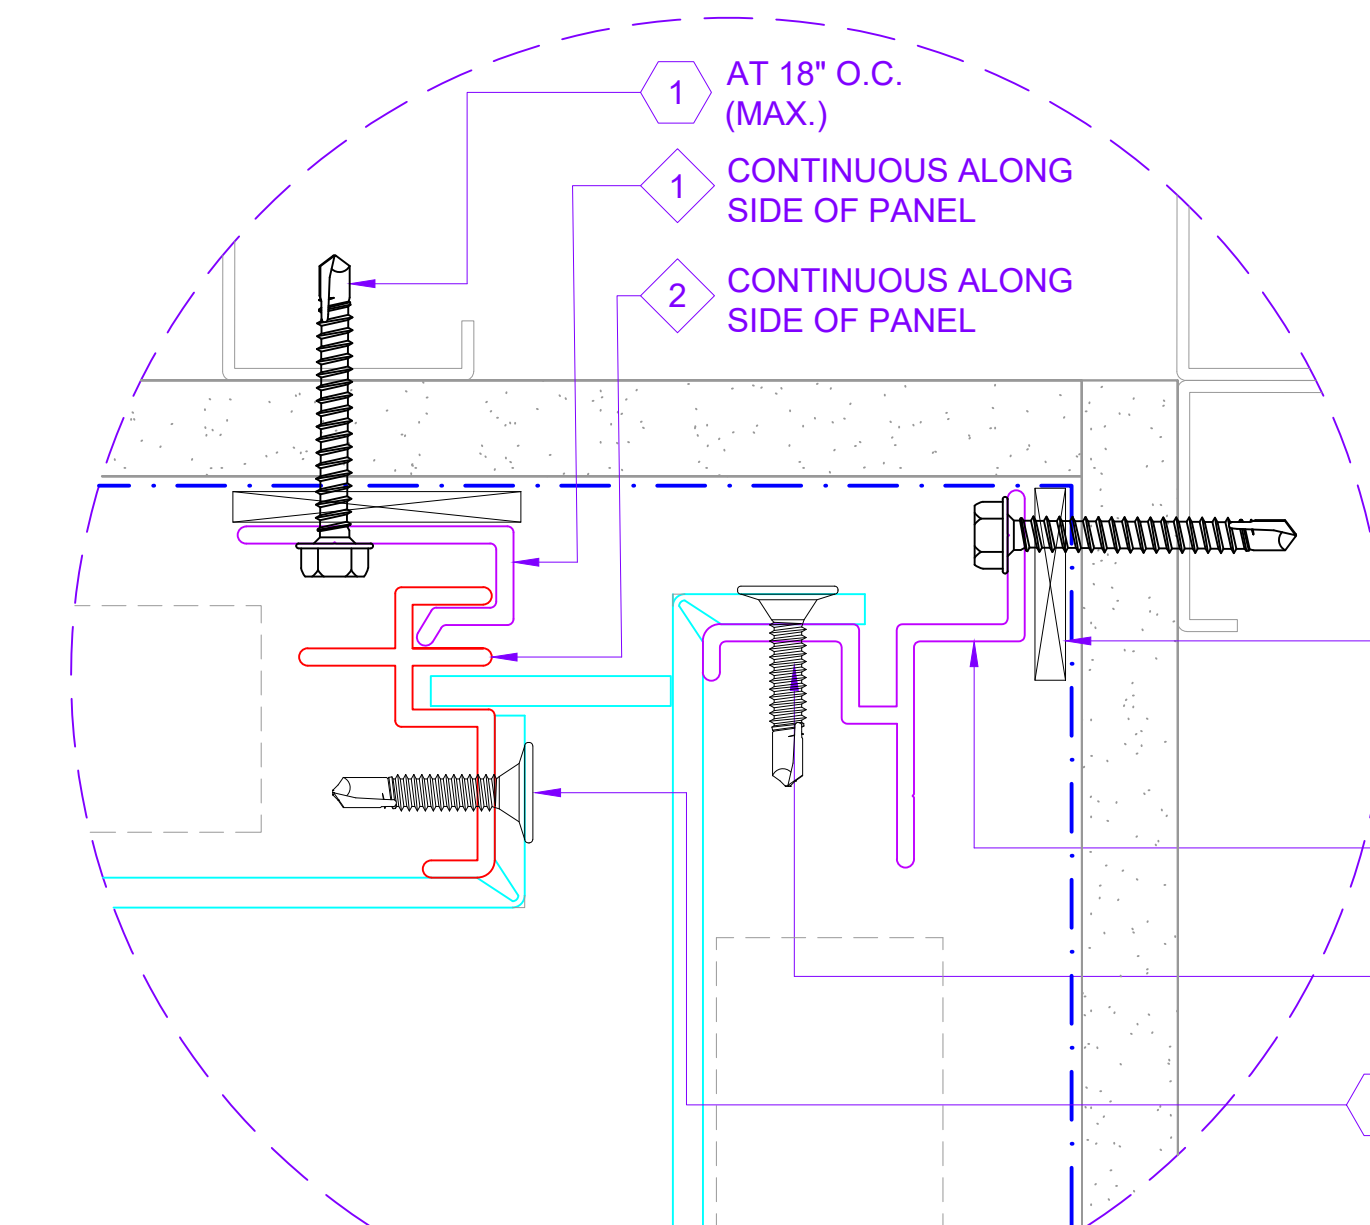 1 AT 18" O.C.
(MAX.)
1 CONTINUOUS ALONG
SIDE OF PANEL
2 CONTINUOUS ALONG
SIDE OF PANEL